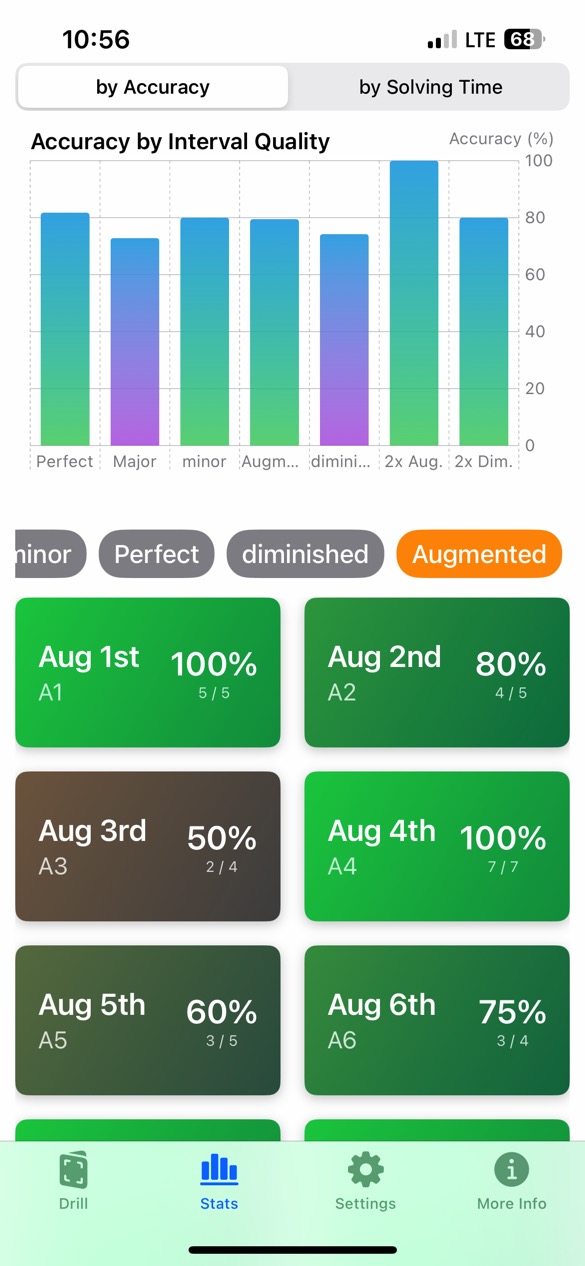 10:56
LTE 68
by Accuracy by Solving Time
Accuracy by Interval Quality Accuracy (%)
100
80
60
40
20
0
Perfect Major minor Augm... dimini... 2x Aug. 2x Dim.
minor Perfect diminished Augmented
Aug 1st 100%
A1 5 / 5
Aug 2nd 80%
A2 4 / 5
Aug 3rd 50%
A3 2 / 4
Aug 4th 100%
A4 7 / 7
Aug 5th 60%
A5 3 / 5
Aug 6th 75%
A6 3 / 4
Drill Stats Settings More Info